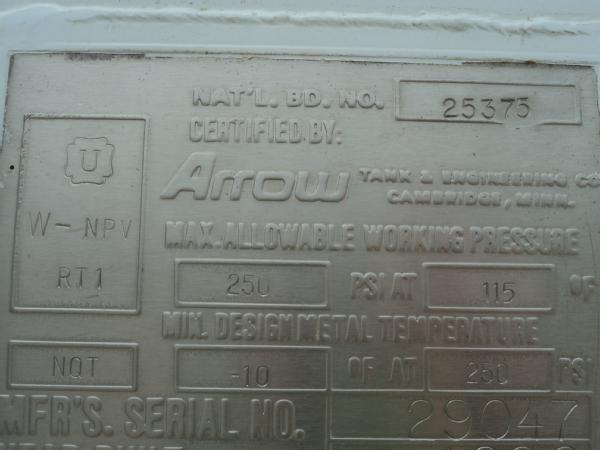 NAT'L. BD. NO. 25375
CERTIFIED BY:
U
Arrow TANK & ENGINEERING CO
CAMBRIDGE, MINN.
W-NPV
MAX. ALLOWABLE WORKING PRESSURE
RT1
250 PSI AT 115 OF
MIN. DESIGN METAL TEMPERATURE
NQT -10 OF AT 250 PSI
MFR'S. SERIAL NO. 29047